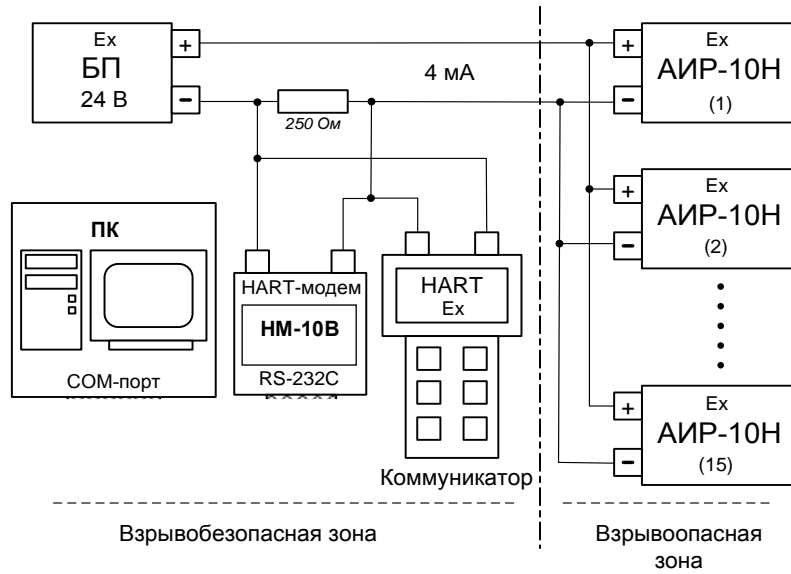 Ex
БП
24 В
+
−
4 мА
250 Ом
+
−
Ex
АИР-10Н
(1)
+
−
Ex
АИР-10Н
(2)
+
−
Ex
АИР-10Н
(15)
ПК
COM-порт
HART-модем
НМ-10В
RS-232C
HART
Ex
Коммуникатор
Взрывобезопасная зона
Взрывоопасная
зона